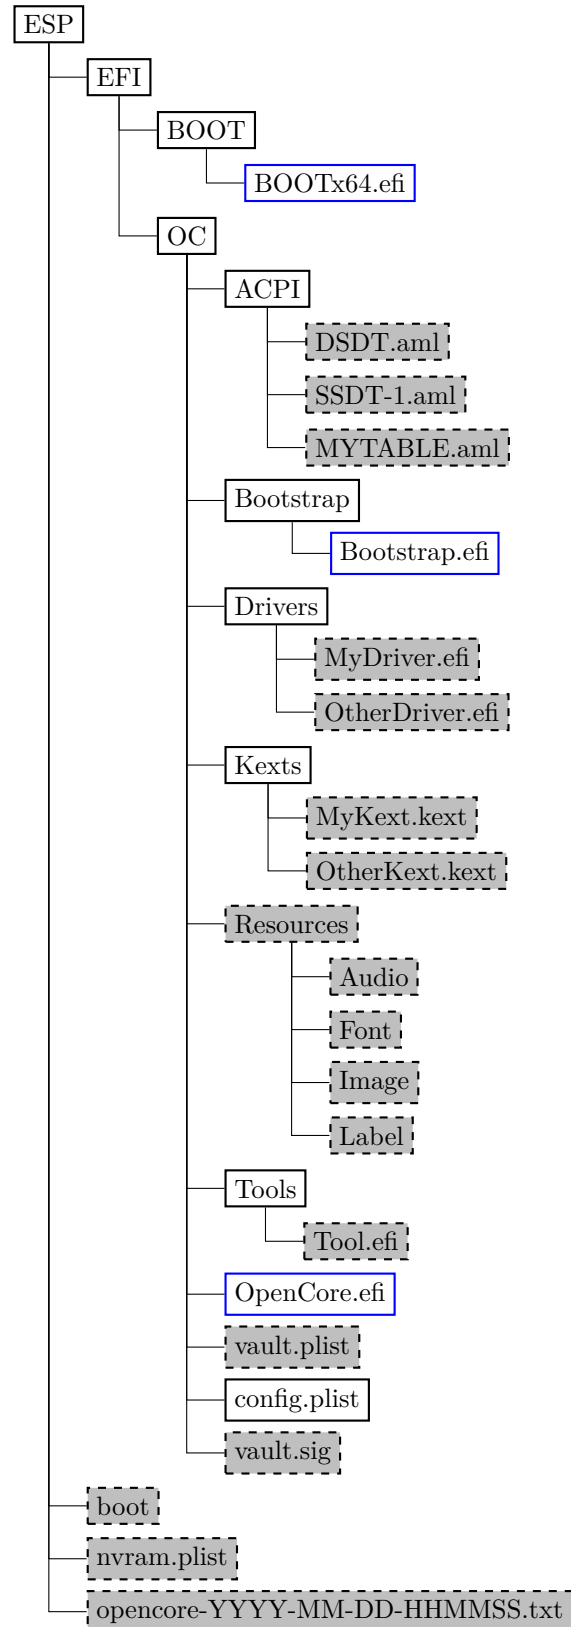 ESP
EFI
BOOT
BOOTx64.efi
OC
ACPI
DSDT.aml
SSDT-1.aml
MYTABLE.aml
Bootstrap
Bootstrap.efi
Drivers
MyDriver.efi
OtherDriver.efi
Kexts
MyKext.kext
OtherKext.kext
Resources
Audio
Font
Image
Label
Tools
Tool.efi
OpenCore.efi
vault.plist
config.plist
vault.sig
boot
nvram.plist
opencore-YYYY-MM-DD-HHMMSS.txt